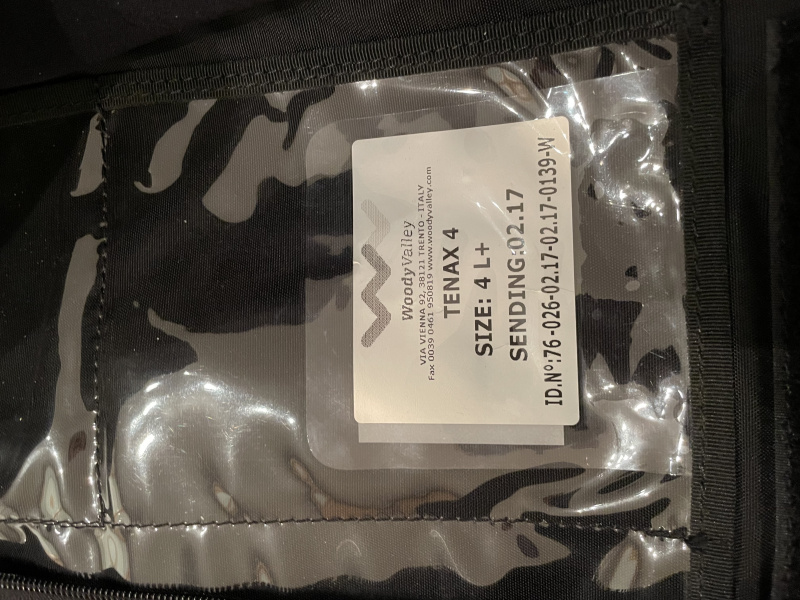 WoodyValley
VIA VIENNA 92, 38121 TRENTO - ITALY
Fax 0039 0461 950819 www.woodyvalley.com
TENAX 4
SIZE: 4 L+
SENDING:02.17
ID.Nº:76-026-02.17-02.17-0139-W